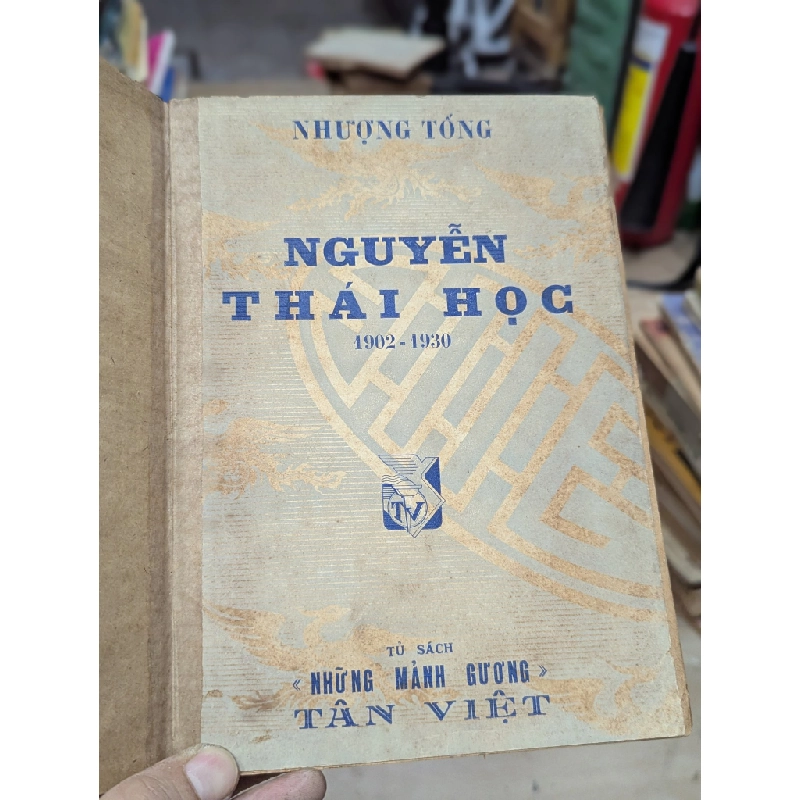 NHƯỢNG TỐNG
NGUYỄN
THÁI HỌC
1902-1930
TV
TỦ SÁCH
« NHỮNG MẢNH GƯƠNG »
TÂN VIỆT